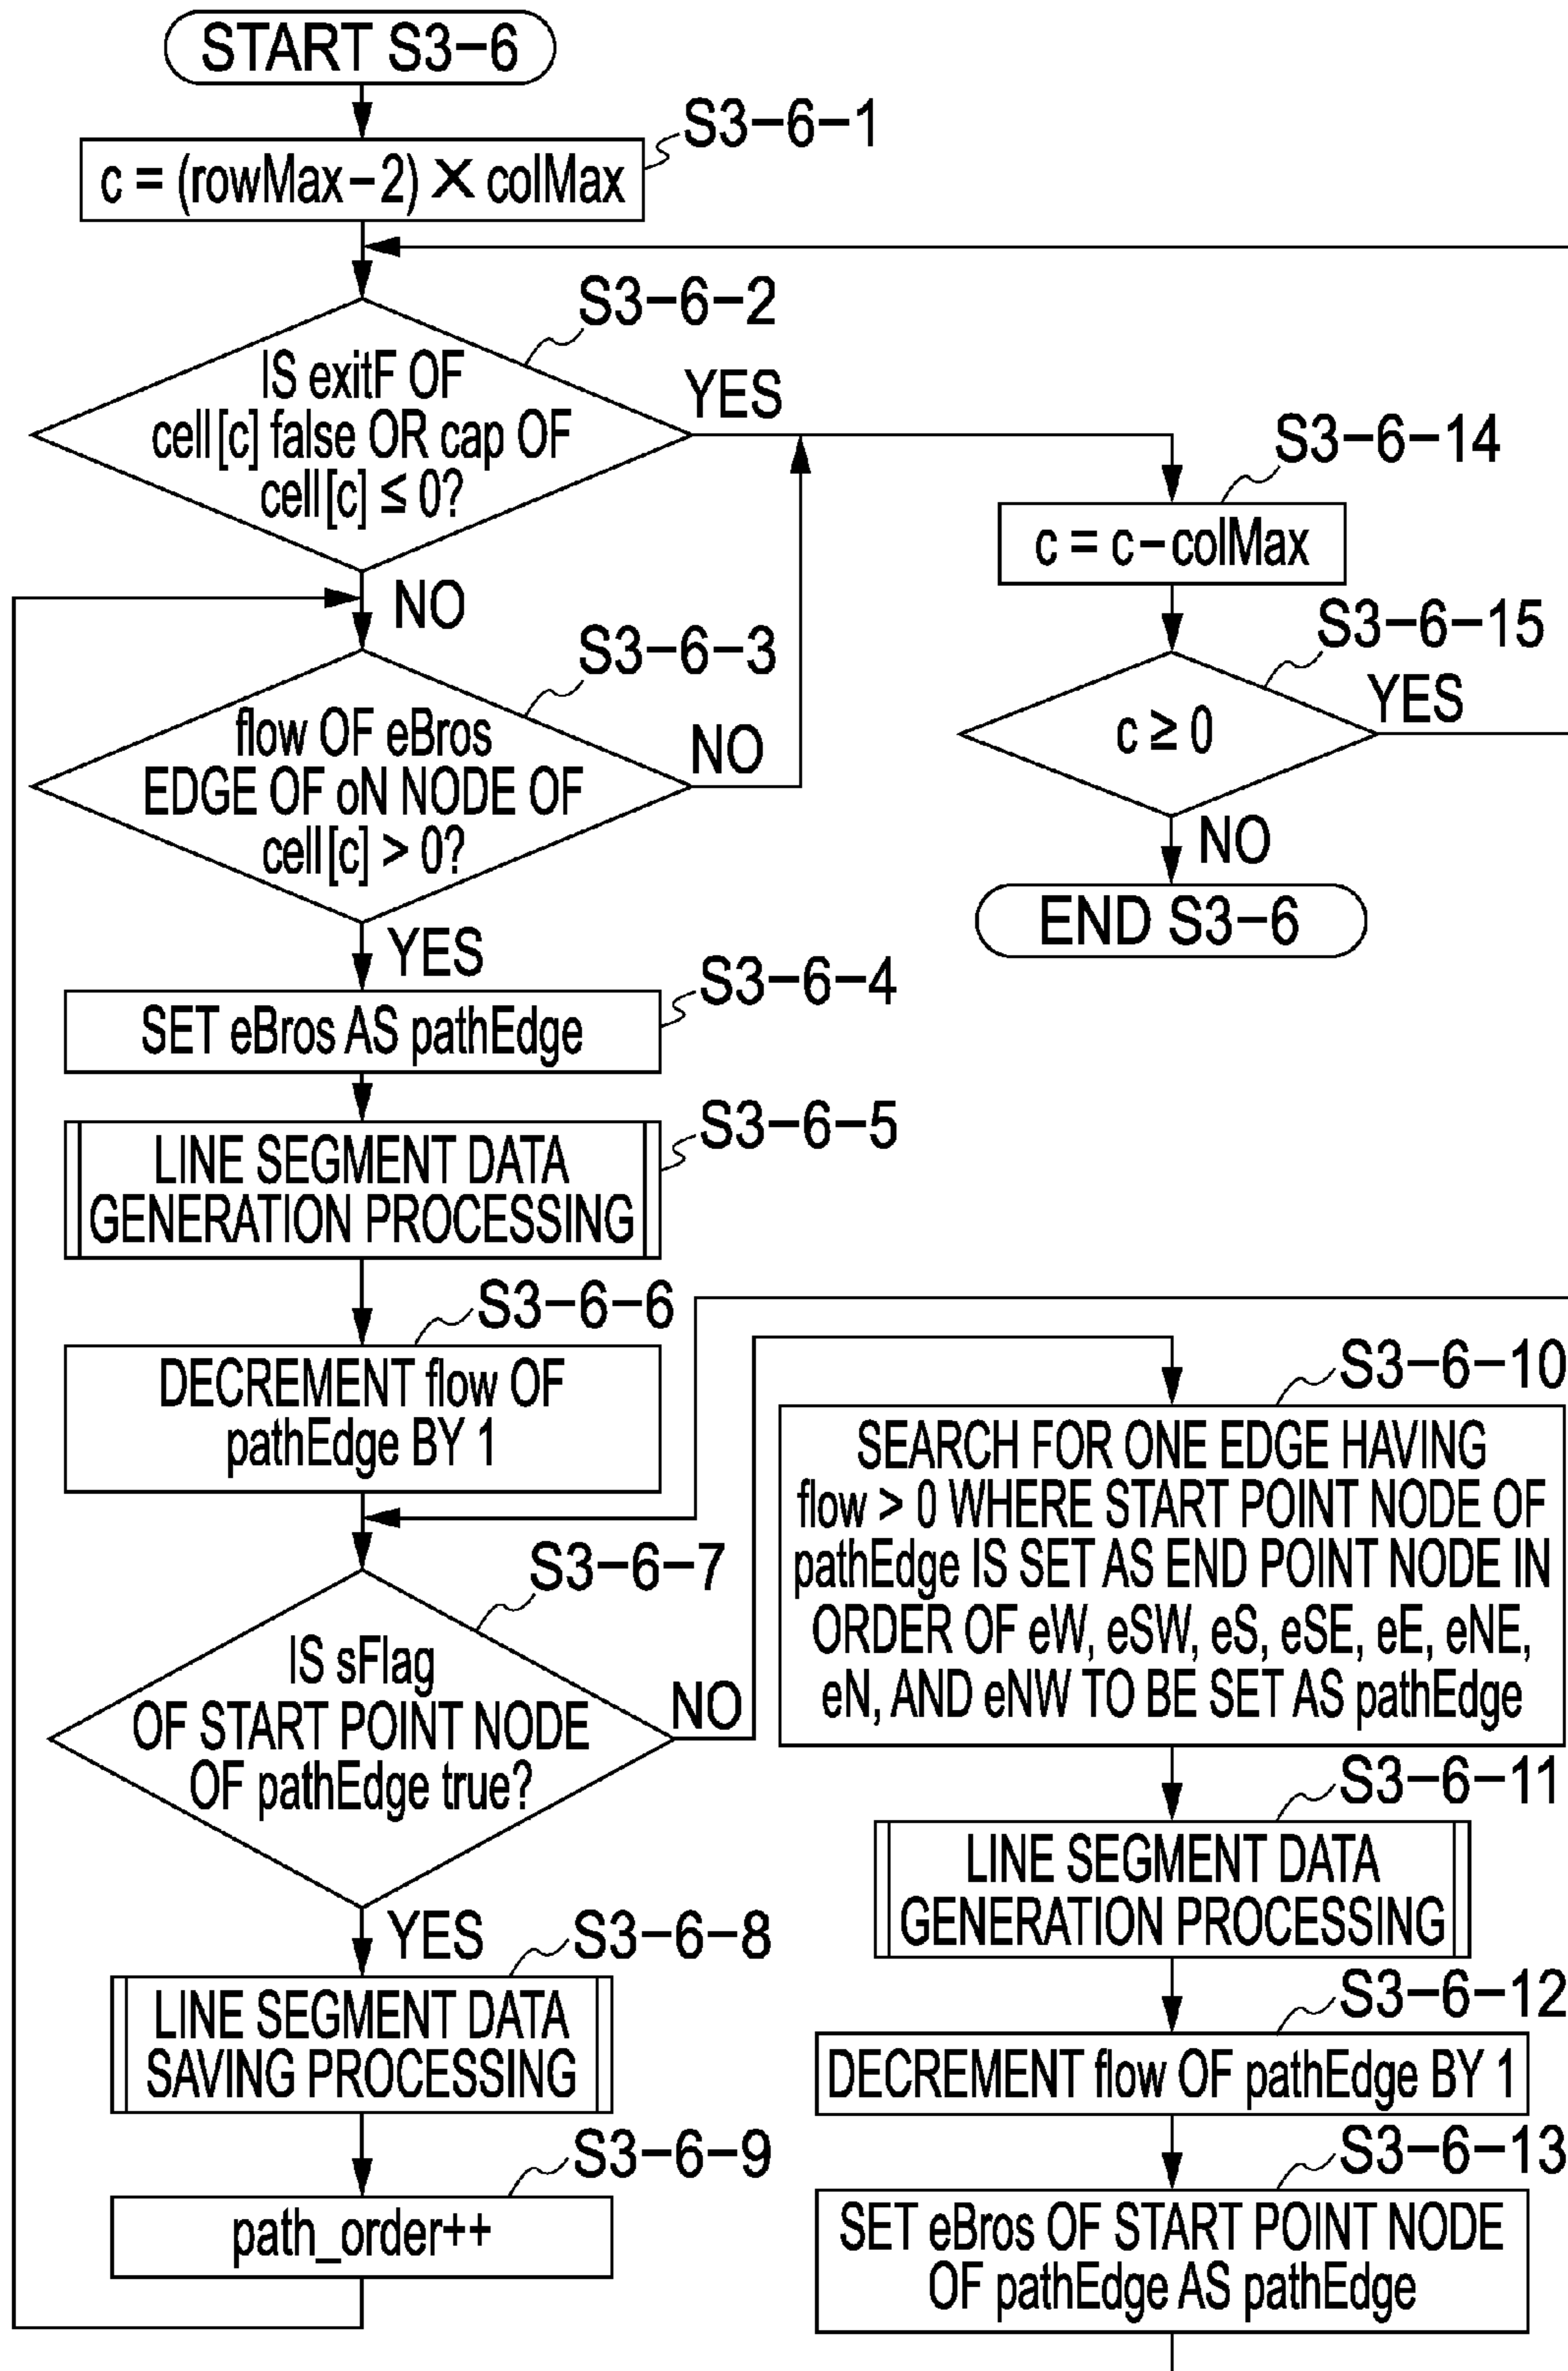 START S3-6
S3-6-1
c = (rowMax-2) × colMax
S3-6-2
IS exitF OF
cell[c] false OR cap OF
cell[c] ≤ 0?
YES
NO
S3-6-3
flow OF eBros
EDGE OF oN NODE OF
cell[c] > 0?
NO
YES
S3-6-4
SET eBros AS pathEdge
S3-6-5
LINE SEGMENT DATA
GENERATION PROCESSING
S3-6-6
DECREMENT flow OF
pathEdge BY 1
S3-6-7
IS sFlag
OF START POINT NODE
OF pathEdge true?
NO
YES
S3-6-8
LINE SEGMENT DATA
SAVING PROCESSING
S3-6-9
path_order++
S3-6-14
c = c-colMax
S3-6-15
c ≥ 0
YES
NO
END S3-6
S3-6-10
SEARCH FOR ONE EDGE HAVING
flow > 0 WHERE START POINT NODE OF
pathEdge IS SET AS END POINT NODE IN
ORDER OF eW, eSW, eS, eSE, eE, eNE,
eN, AND eNW TO BE SET AS pathEdge
S3-6-11
LINE SEGMENT DATA
GENERATION PROCESSING
S3-6-12
DECREMENT flow OF pathEdge BY 1
S3-6-13
SET eBros OF START POINT NODE
OF pathEdge AS pathEdge